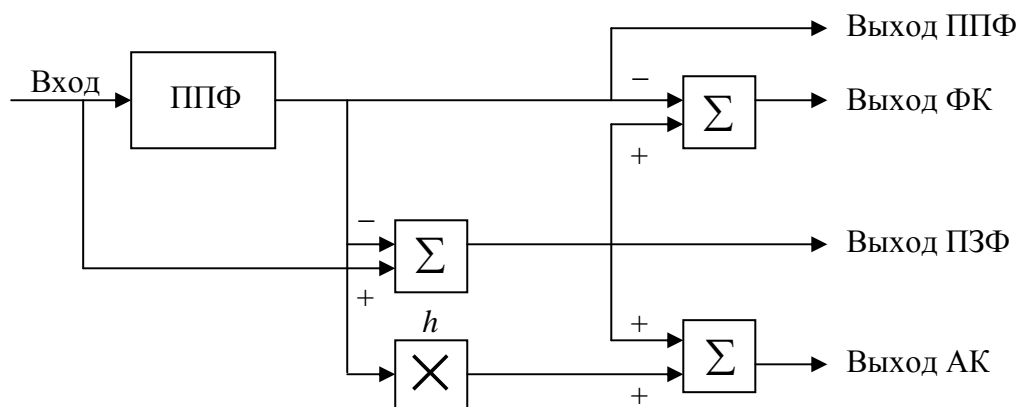 Выход ППФ
Вход
ППФ
−
Σ
Выход ФК
+
−
Σ
Выход ПЗФ
+
h
×
+
Σ
Выход АК
+